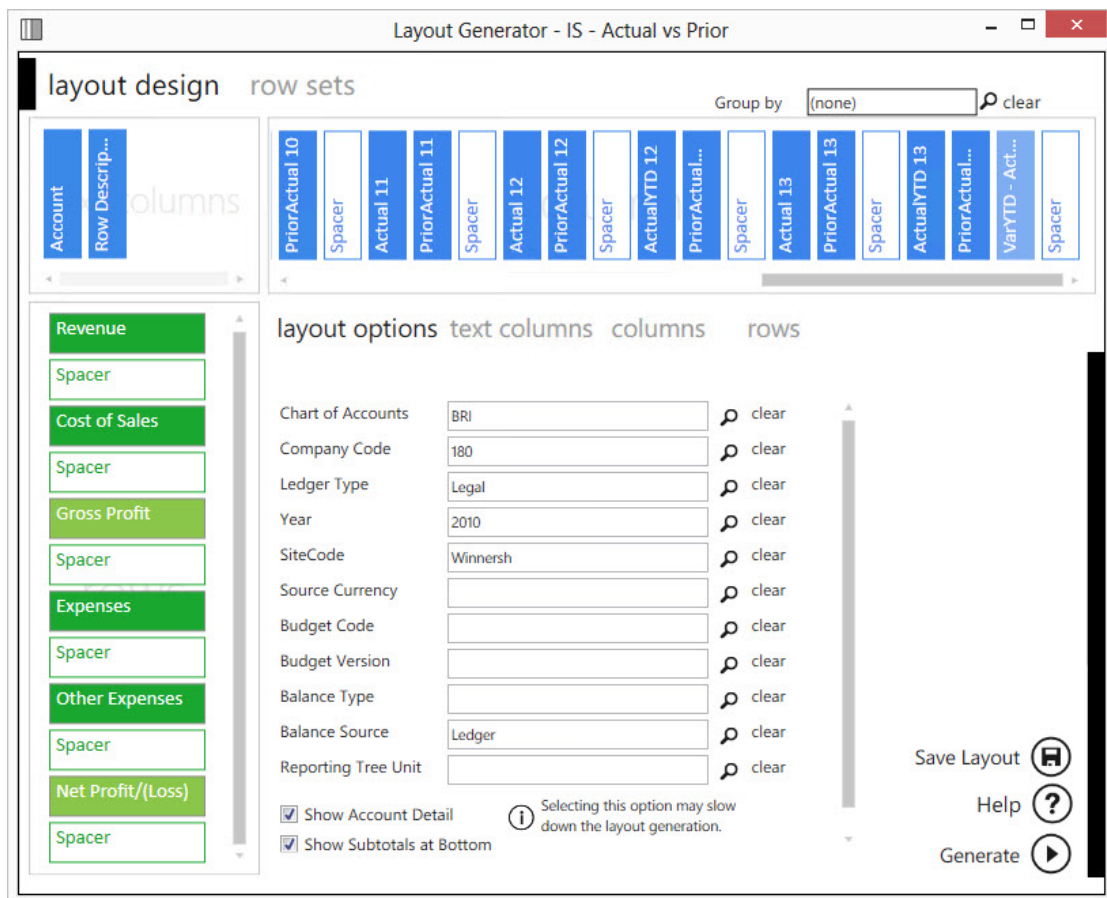 Layout Generator - IS - Actual vs Prior
layout design row sets
Group by (none) clear
Account
Row Descrip...
columns
PriorActual 10
Spacer
Actual 11
PriorActual 11
Spacer
Actual 12
PriorActual 12
Spacer
ActualYTD 12
PriorActual...
Spacer
Actual 13
PriorActual 13
Spacer
ActualYTD 13
PriorActual...
VarYTD - Act...
Spacer
Revenue
Spacer
Cost of Sales
Spacer
Gross Profit
Spacer
rows
Expenses
Spacer
Other Expenses
Spacer
Net Profit/(Loss)
Spacer
layout options text columns columns rows
Chart of Accounts BRI clear
Company Code 180 clear
Ledger Type Legal clear
Year 2010 clear
SiteCode Winnersh clear
Source Currency clear
Budget Code clear
Budget Version clear
Balance Type clear
Balance Source Ledger clear
Reporting Tree Unit clear
Show Account Detail
Selecting this option may slow
down the layout generation.
Show Subtotals at Bottom
Save Layout
Help
Generate